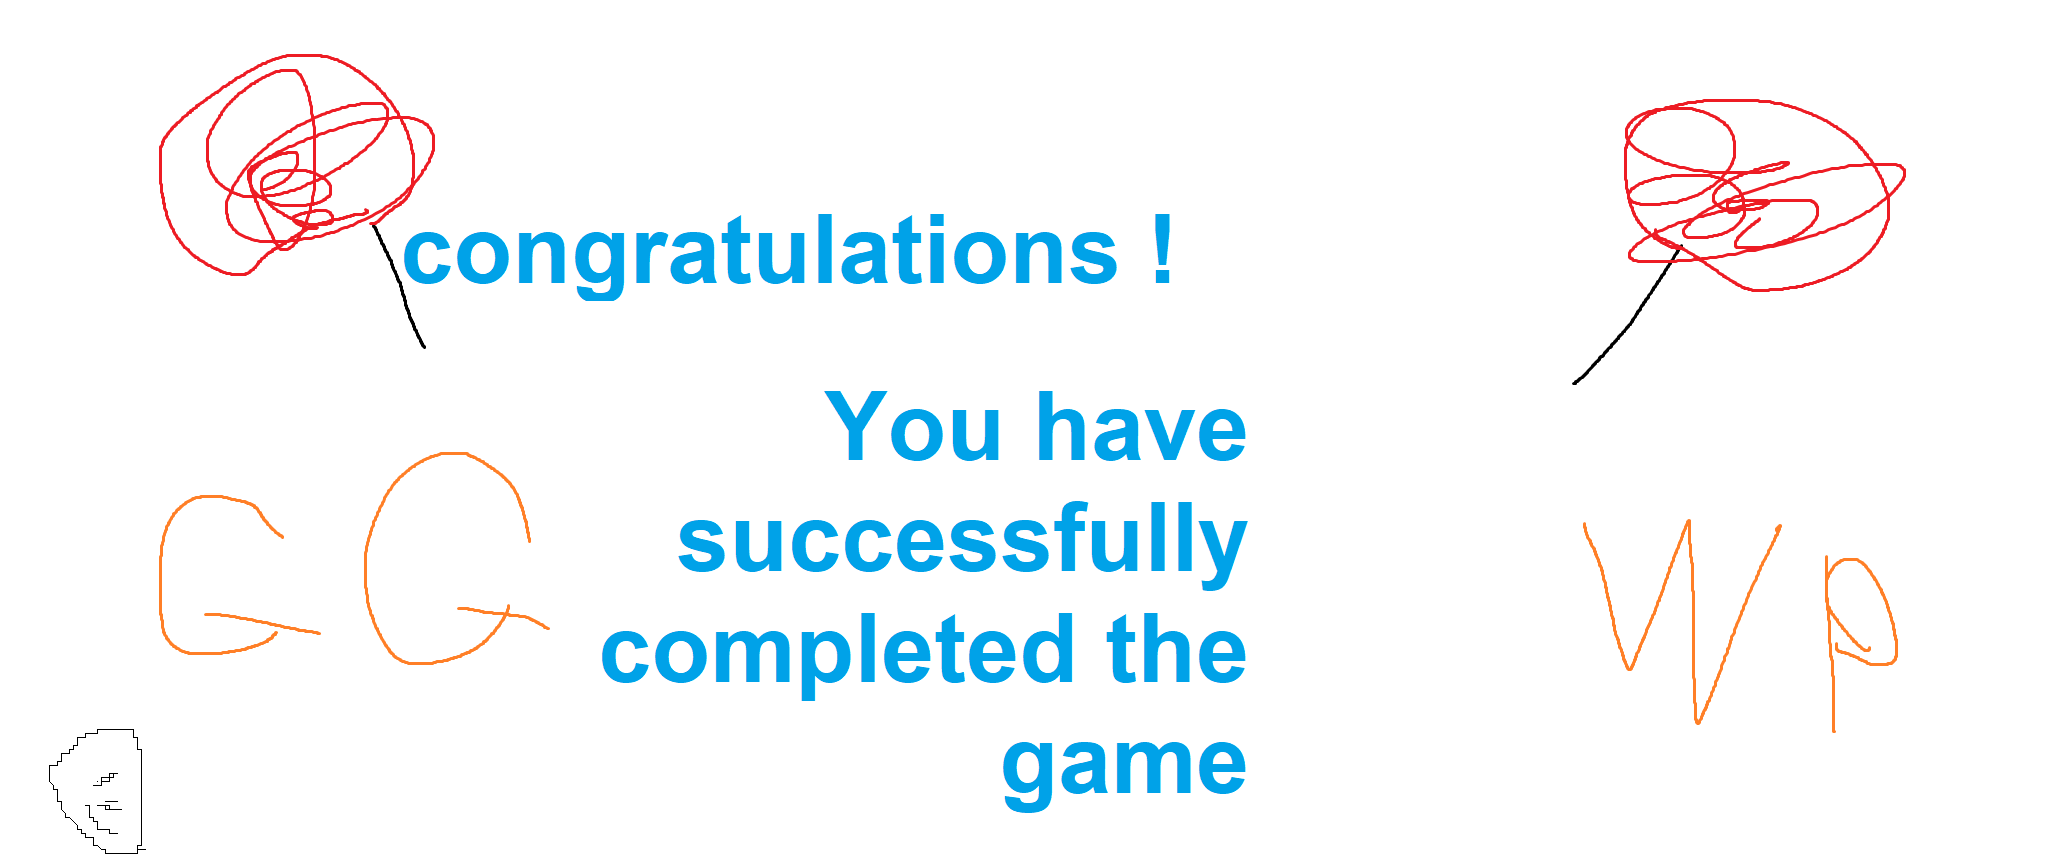 congratulations !
You have
successfully
completed the
game
GG
Wp